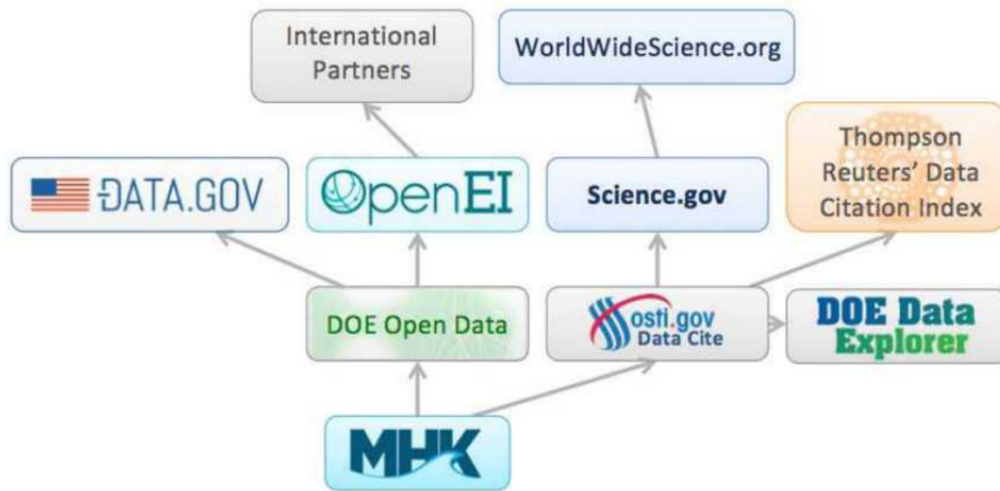 International
Partners
WorldWideScience.org
DATA.GOV
OpenEI
Science.gov
Thompson
Reuters’ Data
Citation Index
DOE Open Data
osti.gov
Data Cite
DOE Data
Explorer
MHK